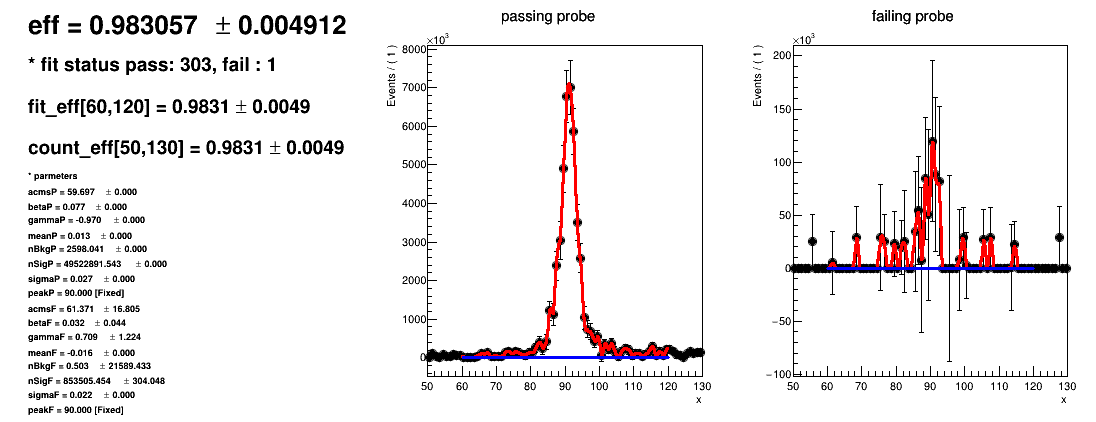 eff = 0.983057 ± 0.004912
* fit status pass: 303, fail : 1
fit_eff[60,120] = 0.9831 ± 0.0049
count_eff[50,130] = 0.9831 ± 0.0049
* parmeters
acmsP = 59.697 ± 0.000
betaP = 0.077 ± 0.000
gammaP = -0.970 ± 0.000
meanP = 0.013 ± 0.000
nBkgP = 2598.041 ± 0.000
nSigP = 49522891.543 ± 0.000
sigmaP = 0.027 ± 0.000
peakP = 90.000 [Fixed]
acmsF = 61.371 ± 16.805
betaF = 0.032 ± 0.044
gammaF = 0.709 ± 1.224
meanF = -0.016 ± 0.000
nBkgF = 0.503 ± 21589.433
nSigF = 853505.454 ± 304.048
sigmaF = 0.022 ± 0.000
peakF = 90.000 [Fixed]
passing probe
×10³
Events / ( 1 )
8000
7000
6000
5000
4000
3000
2000
1000
0
50 60 70 80 90 100 110 120 130
x
failing probe
×10³
Events / ( 1 )
200
150
100
50
0
−50
−100
50 60 70 80 90 100 110 120 130
x